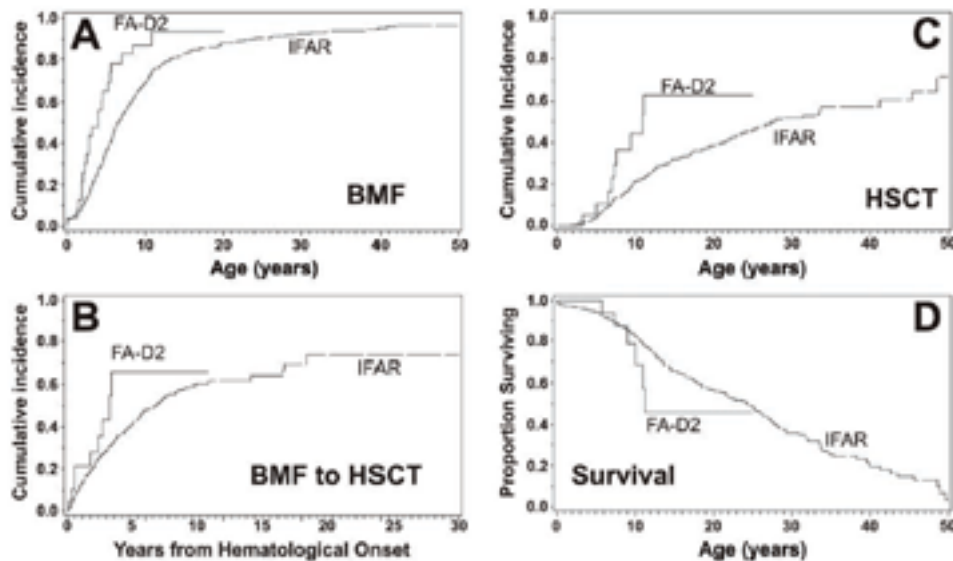 A
FA-D2
IFAR
BMF
Cumulative incidence
1.0
0.8
0.6
0.4
0.2
0.0
0 10 20 30 40 50
Age (years)
C
FA-D2
IFAR
HSCT
Cumulative Incidence
1.0
0.8
0.6
0.4
0.2
0.0
0 10 20 30 40 50
Age (years)
B
FA-D2
IFAR
BMF to HSCT
Cumulative incidence
1.0
0.8
0.6
0.4
0.2
0.0
0 5 10 15 20 25 30
Years from Hematological Onset
D
FA-D2
IFAR
Survival
Proportion Surviving
1.0
0.8
0.6
0.4
0.2
0.0
0 10 20 30 40 50
Age (years)